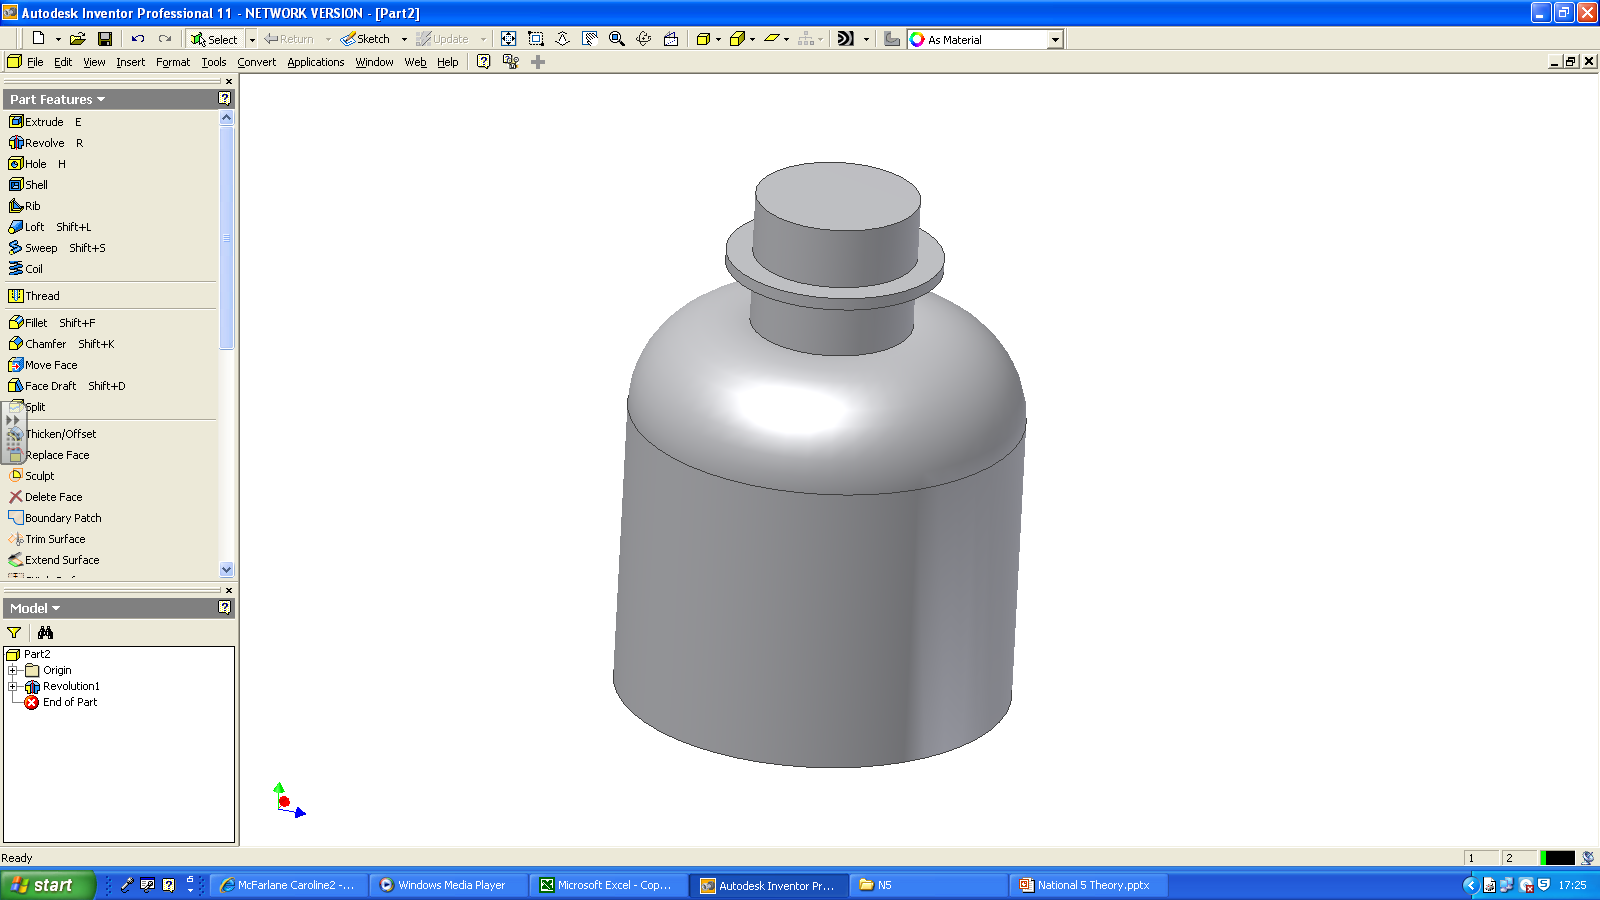 Autodesk Inventor Professional 11 - NETWORK VERSION - [Part2]
Select Return Sketch Update As Material
File Edit View Insert Format Tools Convert Applications Window Web Help
Part Features
Extrude E
Revolve R
Hole H
Shell
Rib
Loft Shift+L
Sweep Shift+S
Coil
Thread
Fillet Shift+F
Chamfer Shift+K
Move Face
Face Draft Shift+D
Split
Thicken/Offset
Replace Face
Sculpt
Delete Face
Boundary Patch
Trim Surface
Extend Surface
Model
Part2
Origin
Revolution1
End of Part
Ready
1 2
start
McFarlane Caroline2 -...
Windows Media Player
Microsoft Excel - Cop...
Autodesk Inventor Pr...
N5
National 5 Theory.pptx
17:25